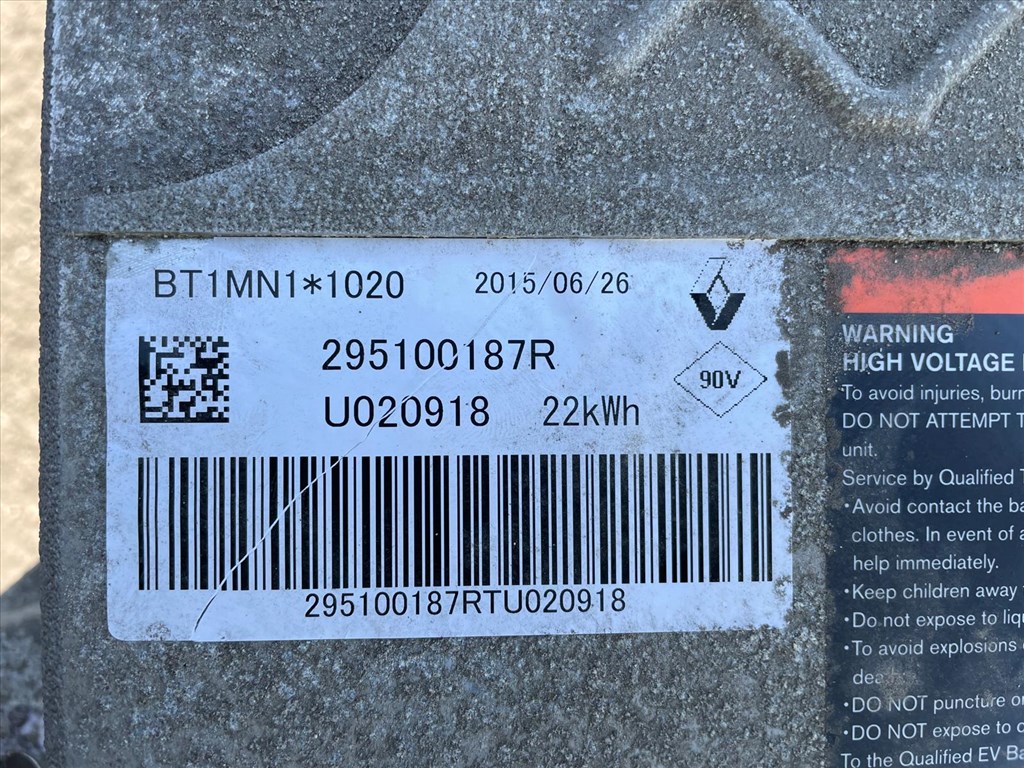 BT1MN1*1020 2015/06/26
295100187R
90V
U020918 22kWh
295100187RTU020918
WARNING
HIGH VOLTAGE
To avoid injuries, burn
DO NOT ATTEMPT
unit.
Service by Qualified
•Avoid contact the
clothes. In event of
help immediately.
•Keep children away
•Do not expose to
•To avoid explosions
•DO NOT puncture or
•DO NOT expose to
To the Qualified EV